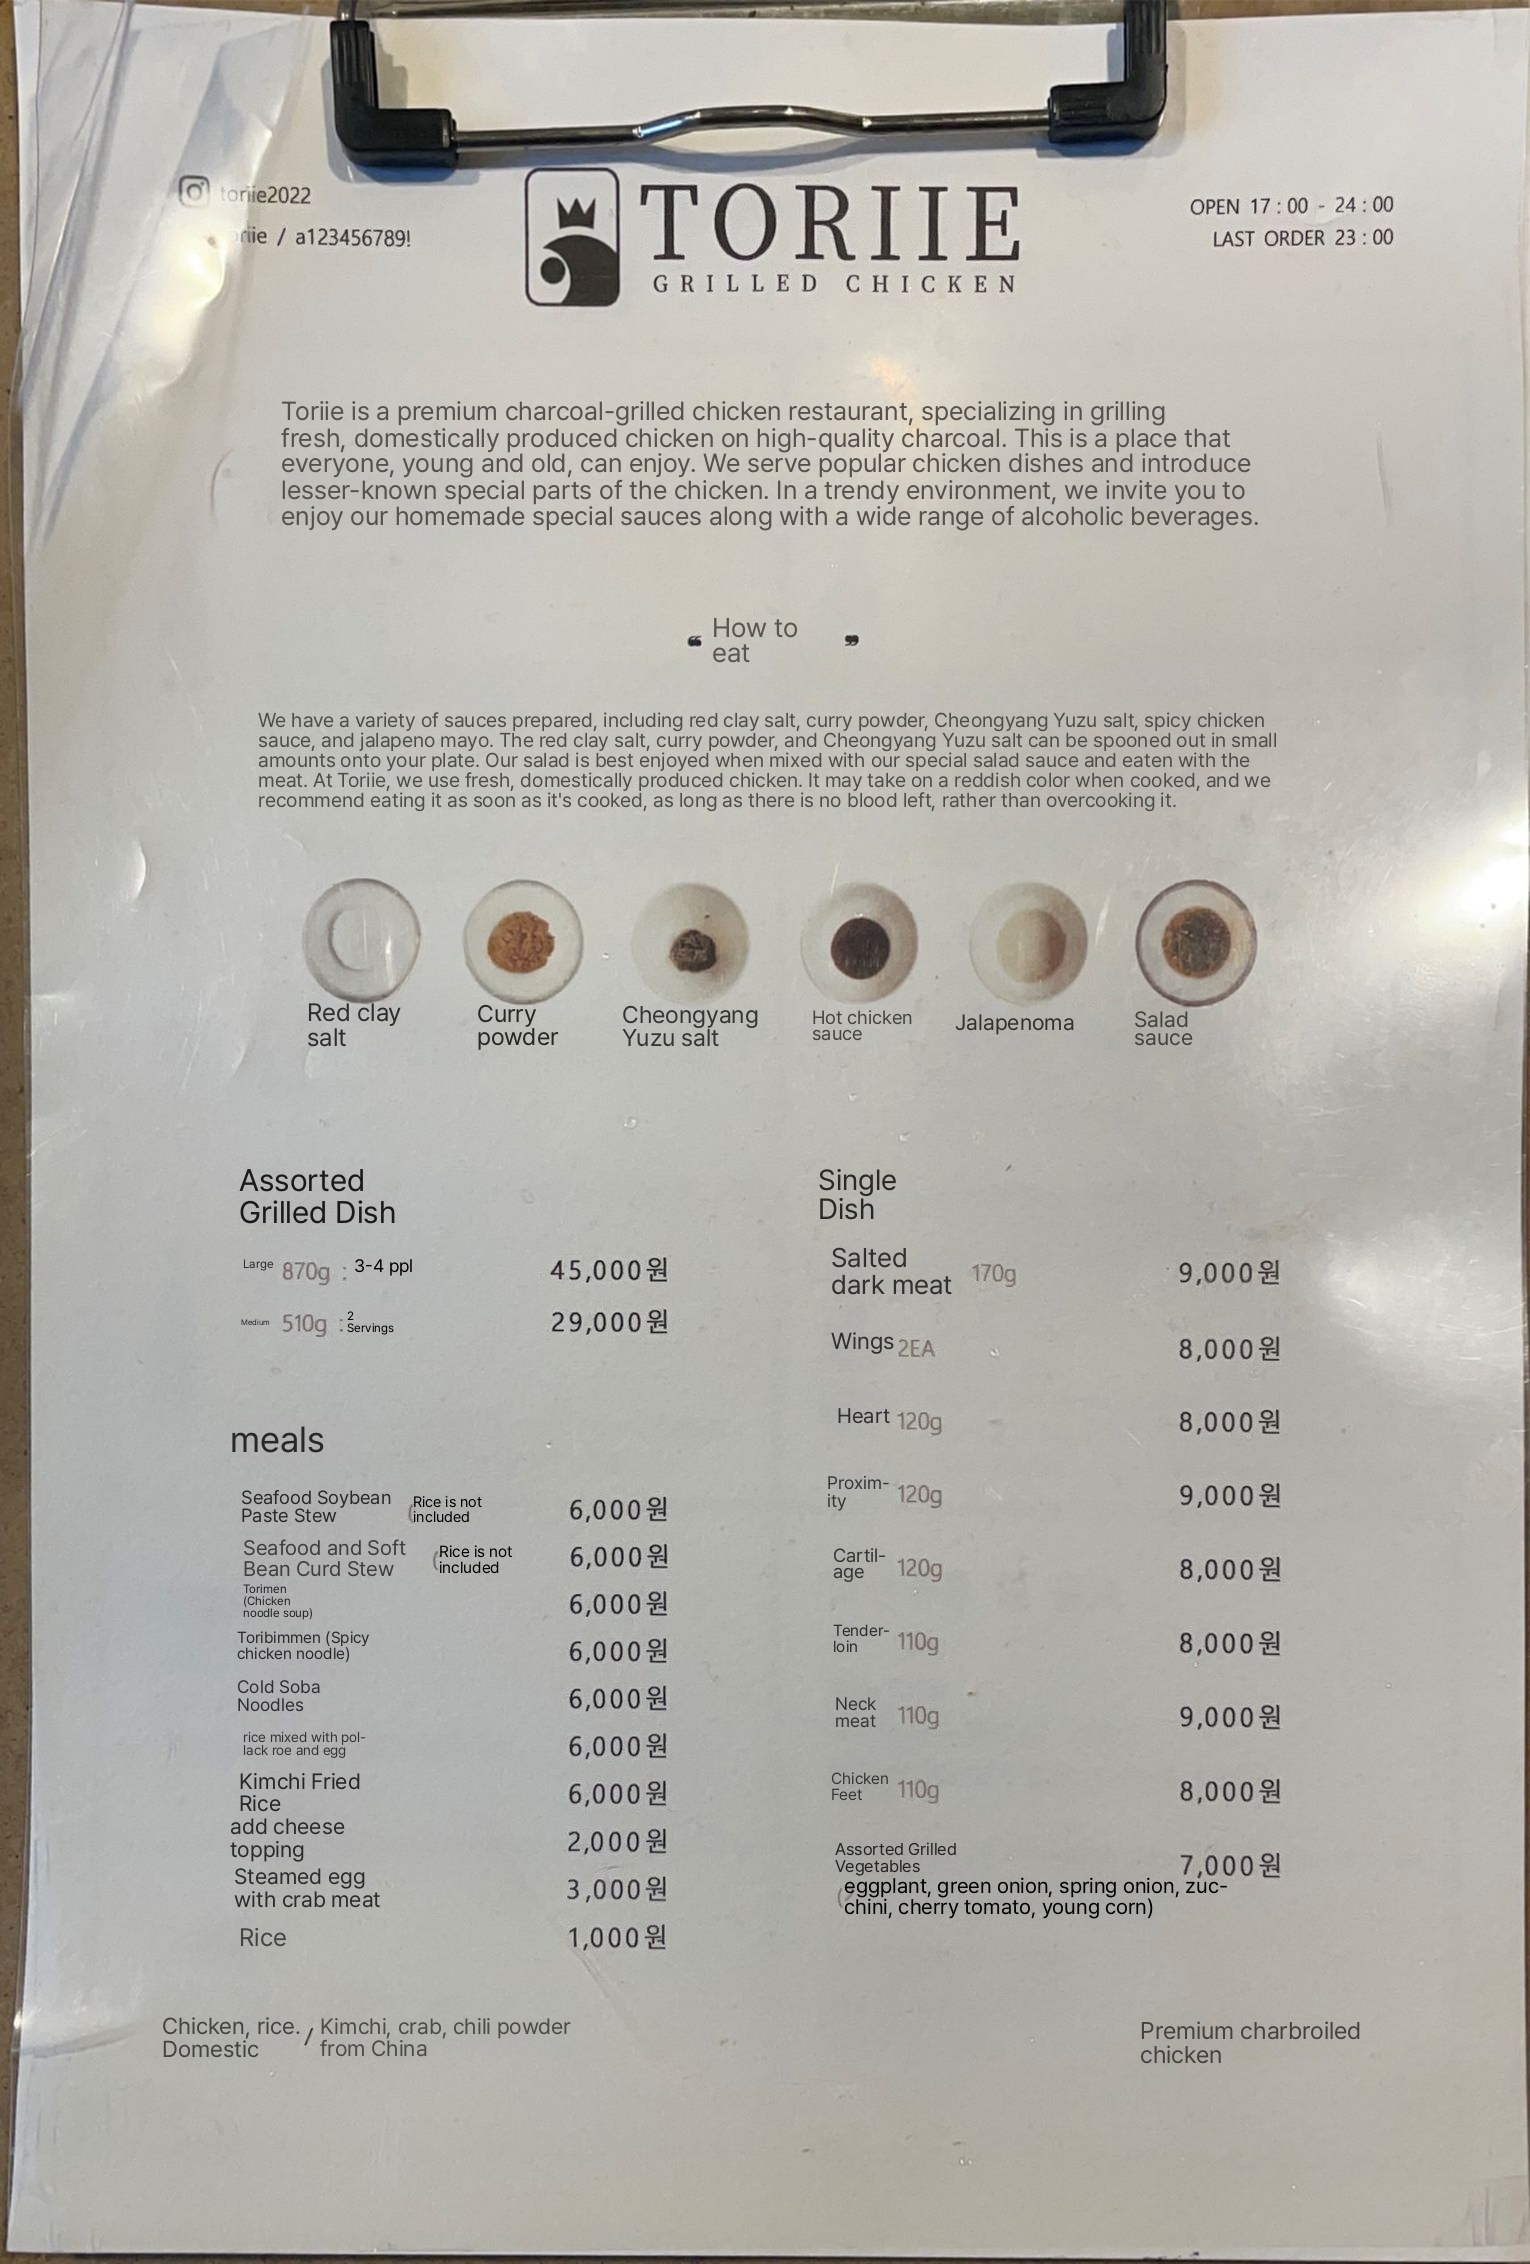 toriie2022
riie / a123456789!
TORIIE
GRILLED CHICKEN
OPEN 17 : 00 - 24 : 00
LAST ORDER 23 : 00
Toriie is a premium charcoal-grilled chicken restaurant, specializing in grilling
fresh, domestically produced chicken on high-quality charcoal. This is a place that
everyone, young and old, can enjoy. We serve popular chicken dishes and introduce
lesser-known special parts of the chicken. In a trendy environment, we invite you to
enjoy our homemade special sauces along with a wide range of alcoholic beverages.
❝ How to ❞
eat
We have a variety of sauces prepared, including red clay salt, curry powder, Cheongyang Yuzu salt, spicy chicken
sauce, and jalapeno mayo. The red clay salt, curry powder, and Cheongyang Yuzu salt can be spooned out in small
amounts onto your plate. Our salad is best enjoyed when mixed with our special salad sauce and eaten with the
meat. At Toriie, we use fresh, domestically produced chicken. It may take on a reddish color when cooked, and we
recommend eating it as soon as it's cooked, as long as there is no blood left, rather than overcooking it.
Red clay
salt
Curry
powder
Cheongyang
Yuzu salt
Hot chicken
sauce
Jalapenoma
Salad
sauce
Assorted
Grilled Dish
Large 870g : 3-4 ppl 45,000원
Medium 510g : 2
Servings 29,000원
meals
Seafood Soybean
Paste Stew (Rice is not
included 6,000원
Seafood and Soft
Bean Curd Stew (Rice is not
included 6,000원
Torimen
(Chicken
noodle soup) 6,000원
Toribimmen (Spicy
chicken noodle) 6,000원
Cold Soba
Noodles 6,000원
rice mixed with pol-
lack roe and egg 6,000원
Kimchi Fried
Rice 6,000원
add cheese
topping 2,000원
Steamed egg
with crab meat 3,000원
Rice 1,000원
Single
Dish
Salted
dark meat 170g 9,000원
Wings 2EA 8,000원
Heart 120g 8,000원
Proxim-
ity 120g 9,000원
Cartil-
age 120g 8,000원
Tender-
loin 110g 8,000원
Neck
meat 110g 9,000원
Chicken
Feet 110g 8,000원
Assorted Grilled
Vegetables 7,000원
(eggplant, green onion, spring onion, zuc-
chini, cherry tomato, young corn)
Chicken, rice. / Kimchi, crab, chili powder
Domestic from China
Premium charbroiled
chicken